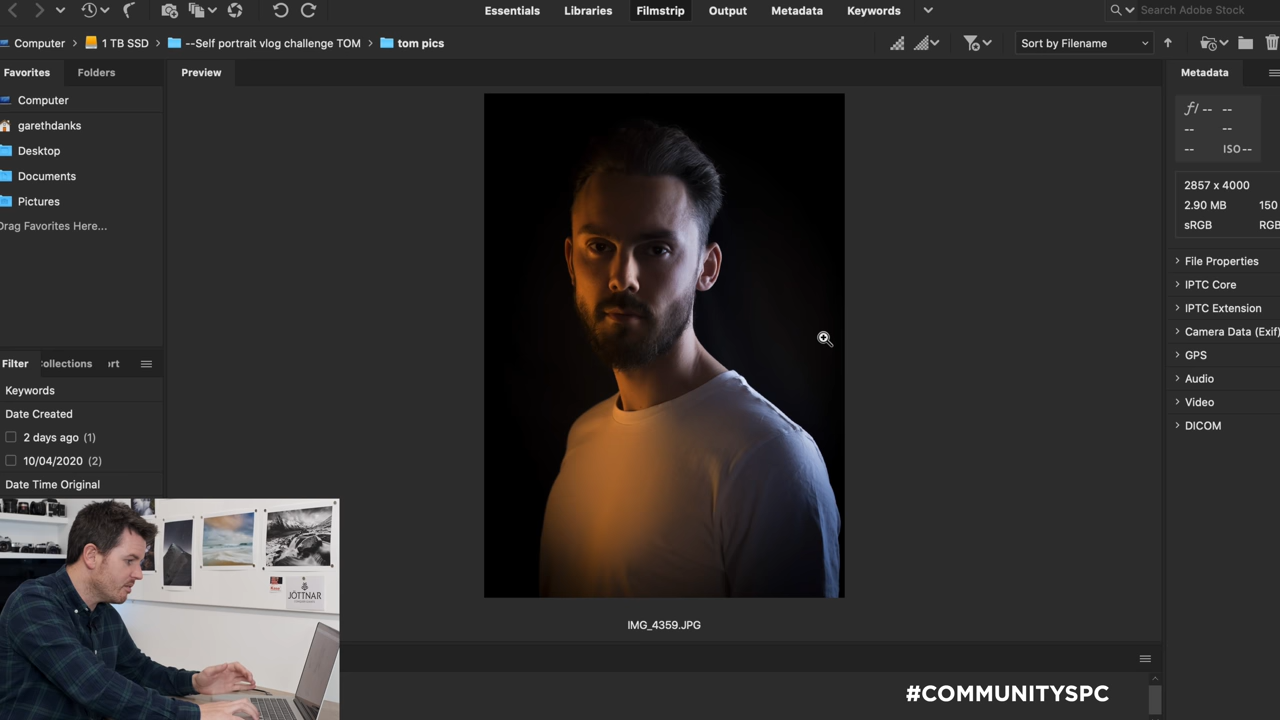 Essentials Libraries Filmstrip Output Metadata Keywords Search Adobe Stock
Computer 1 TB SSD --Self portrait vlog challenge TOM tom pics Sort by Filename
Favorites Folders
Preview
Metadata
Computer
garethdanks
Desktop
Documents
Pictures
Drag Favorites Here...
Filter Collections rt
Keywords
Date Created
2 days ago (1)
10/04/2020 (2)
Date Time Original
f/ -- --
-- --
-- ISO --
2857 x 4000
2.90 MB 150
sRGB RGB
File Properties
IPTC Core
IPTC Extension
Camera Data (Exif)
GPS
Audio
Video
DICOM
JÖTTNAR
IMG_4359.JPG
#COMMUNITYSPC